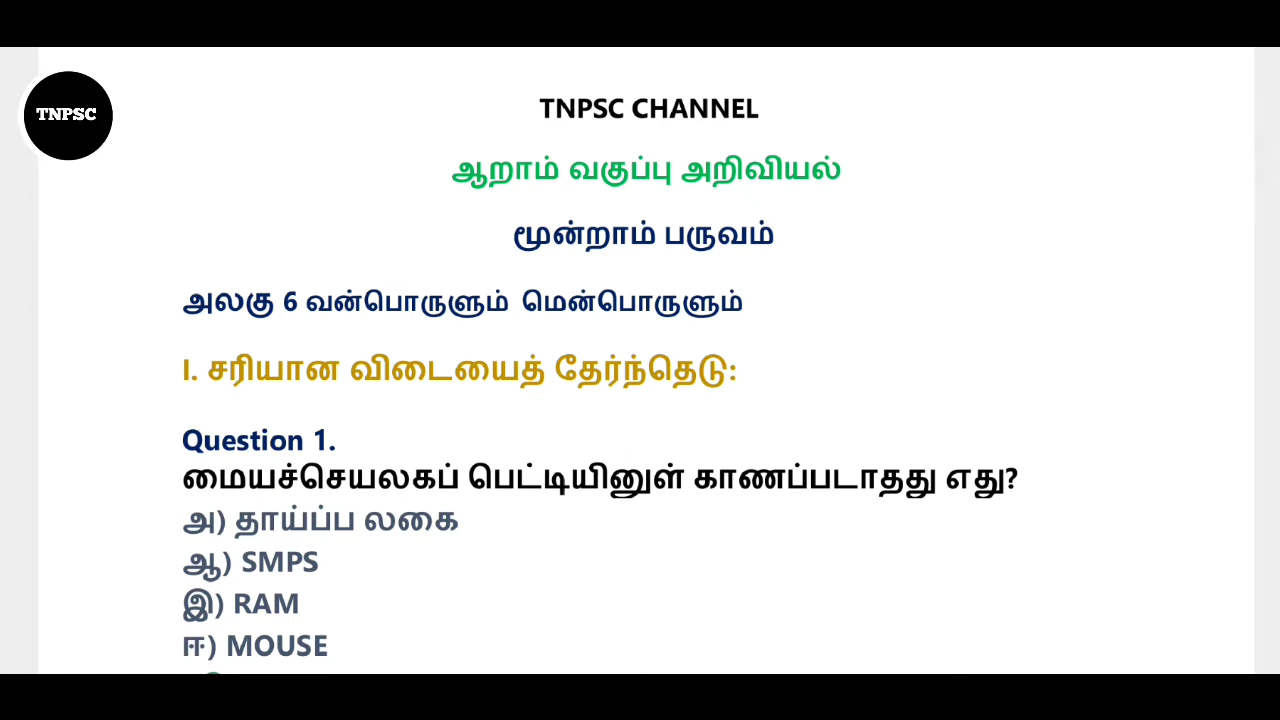 TNPSC
TNPSC CHANNEL
ஆறாம் வகுப்பு அறிவியல்
மூன்றாம் பருவம்
அலகு 6 வன்பொருளும் மென்பொருளும்
I. சரியான விடையைத் தேர்ந்தெடு:
Question 1.
மையச்செயலகப் பெட்டியினுள் காணப்படாதது எது?
அ) தாய்ப்ப லகை
ஆ) SMPS
இ) RAM
ஈ) MOUSE